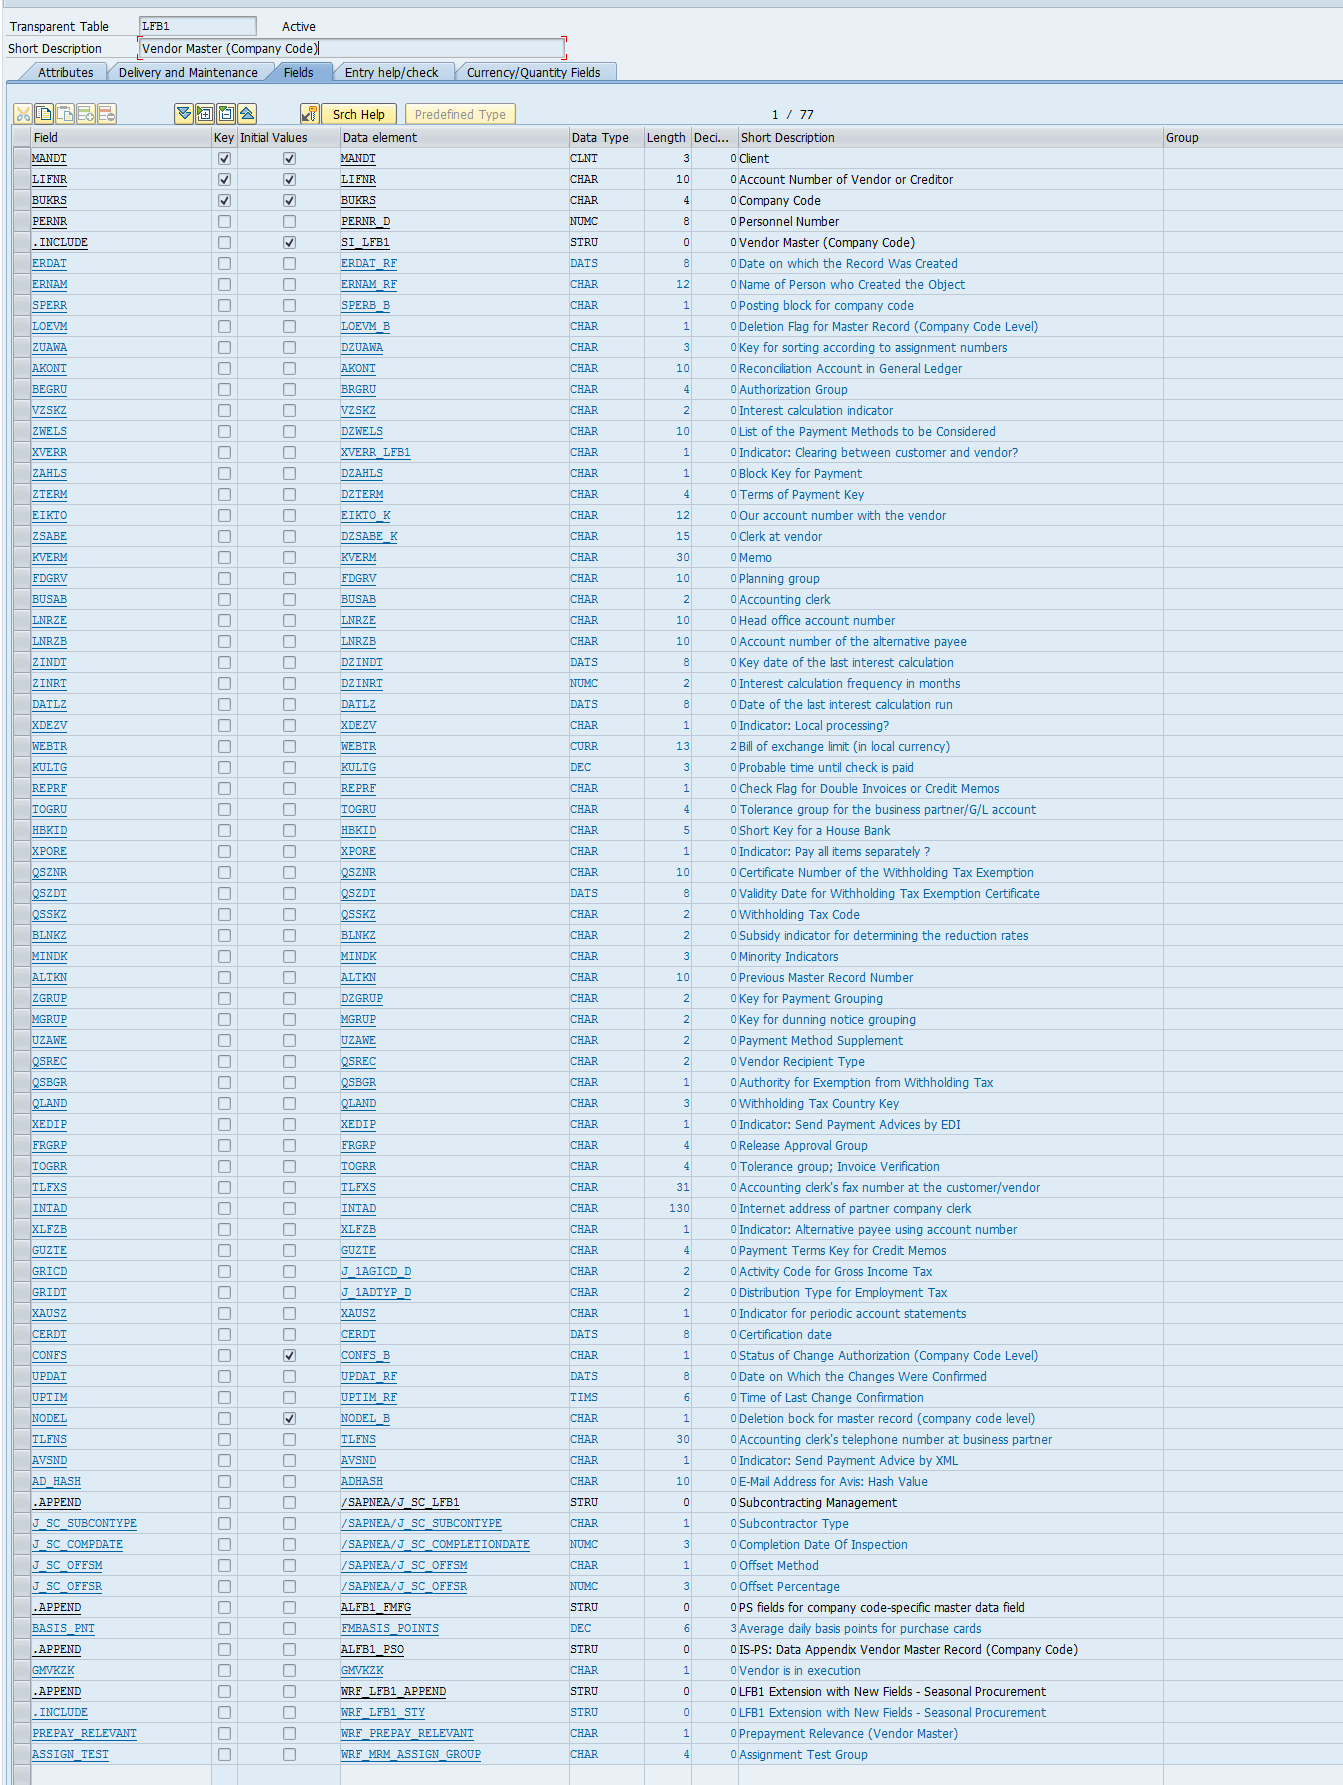 Transparent Table LFB1 Active
Short Description Vendor Master (Company Code)
Attributes Delivery and Maintenance Fields Entry help/check Currency/Quantity Fields
Srch Help Predefined Type 1 / 77
Field Key Initial Values Data element Data Type Length Deci... Short Description Group
MANDT MANDT CLNT 3 0 Client
LIFNR LIFNR CHAR 10 0 Account Number of Vendor or Creditor
BUKRS BUKRS CHAR 4 0 Company Code
PERNR PERNR_D NUMC 8 0 Personnel Number
.INCLUDE SI_LFB1 STRU 0 0 Vendor Master (Company Code)
ERDAT ERDAT_RF DATS 8 0 Date on which the Record Was Created
ERNAM ERNAM_RF CHAR 12 0 Name of Person who Created the Object
SPERR SPERB_B CHAR 1 0 Posting block for company code
LOEVM LOEVM_B CHAR 1 0 Deletion Flag for Master Record (Company Code Level)
ZUAWA DZUAWA CHAR 3 0 Key for sorting according to assignment numbers
AKONT AKONT CHAR 10 0 Reconciliation Account in General Ledger
BEGRU BRGRU CHAR 4 0 Authorization Group
VZSKZ VZSKZ CHAR 2 0 Interest calculation indicator
ZWELS DZWELS CHAR 10 0 List of the Payment Methods to be Considered
XVERR XVERR_LFB1 CHAR 1 0 Indicator: Clearing between customer and vendor?
ZAHLS DZAHLS CHAR 1 0 Block Key for Payment
ZTERM DZTERM CHAR 4 0 Terms of Payment Key
EIKTO EIKTO_K CHAR 12 0 Our account number with the vendor
ZSABE DZSABE_K CHAR 15 0 Clerk at vendor
KVERM KVERM CHAR 30 0 Memo
FDGRV FDGRV CHAR 10 0 Planning group
BUSAB BUSAB CHAR 2 0 Accounting clerk
LNRZE LNRZE CHAR 10 0 Head office account number
LNRZB LNRZB CHAR 10 0 Account number of the alternative payee
ZINDT DZINDT DATS 8 0 Key date of the last interest calculation
ZINRT DZINRT NUMC 2 0 Interest calculation frequency in months
DATLZ DATLZ DATS 8 0 Date of the last interest calculation run
XDEZV XDEZV CHAR 1 0 Indicator: Local processing?
WEBTR WEBTR CURR 13 2 Bill of exchange limit (in local currency)
KULTG KULTG DEC 3 0 Probable time until check is paid
REPRF REPRF CHAR 1 0 Check Flag for Double Invoices or Credit Memos
TOGRU TOGRU CHAR 4 0 Tolerance group for the business partner/G/L account
HBKID HBKID CHAR 5 0 Short Key for a House Bank
XPORE XPORE CHAR 1 0 Indicator: Pay all items separately ?
QSZNR QSZNR CHAR 10 0 Certificate Number of the Withholding Tax Exemption
QSZDT QSZDT DATS 8 0 Validity Date for Withholding Tax Exemption Certificate
QSSKZ QSSKZ CHAR 2 0 Withholding Tax Code
BLNKZ BLNKZ CHAR 2 0 Subsidy indicator for determining the reduction rates
MINDK MINDK CHAR 3 0 Minority Indicators
ALTKN ALTKN CHAR 10 0 Previous Master Record Number
ZGRUP DZGRUP CHAR 2 0 Key for Payment Grouping
MGRUP MGRUP CHAR 2 0 Key for dunning notice grouping
UZAWE UZAWE CHAR 2 0 Payment Method Supplement
QSREC QSREC CHAR 2 0 Vendor Recipient Type
QSBGR QSBGR CHAR 1 0 Authority for Exemption from Withholding Tax
QLAND QLAND CHAR 3 0 Withholding Tax Country Key
XEDIP XEDIP CHAR 1 0 Indicator: Send Payment Advices by EDI
FRGRP FRGRP CHAR 4 0 Release Approval Group
TOGRR TOGRR CHAR 4 0 Tolerance group; Invoice Verification
TLFXS TLFXS CHAR 31 0 Accounting clerk's fax number at the customer/vendor
INTAD INTAD CHAR 130 0 Internet address of partner company clerk
XLFZB XLFZB CHAR 1 0 Indicator: Alternative payee using account number
GUZTE GUZTE CHAR 4 0 Payment Terms Key for Credit Memos
GRICD J_1AGICD_D CHAR 2 0 Activity Code for Gross Income Tax
GRIDT J_1ADTYP_D CHAR 2 0 Distribution Type for Employment Tax
XAUSZ XAUSZ CHAR 1 0 Indicator for periodic account statements
CERDT CERDT DATS 8 0 Certification date
CONFS CONFS_B CHAR 1 0 Status of Change Authorization (Company Code Level)
UPDAT UPDAT_RF DATS 8 0 Date on Which the Changes Were Confirmed
UPTIM UPTIM_RF TIMS 6 0 Time of Last Change Confirmation
NODEL NODEL_B CHAR 1 0 Deletion bock for master record (company code level)
TLFNS TLFNS CHAR 30 0 Accounting clerk's telephone number at business partner
AVSND AVSND CHAR 1 0 Indicator: Send Payment Advice by XML
AD_HASH ADHASH CHAR 10 0 E-Mail Address for Avis: Hash Value
.APPEND /SAPNEA/J_SC_LFB1 STRU 0 0 Subcontracting Management
J_SC_SUBCONTYPE /SAPNEA/J_SC_SUBCONTYPE CHAR 1 0 Subcontractor Type
J_SC_COMPDATE /SAPNEA/J_SC_COMPLETIONDATE NUMC 3 0 Completion Date Of Inspection
J_SC_OFFSM /SAPNEA/J_SC_OFFSM CHAR 1 0 Offset Method
J_SC_OFFSR /SAPNEA/J_SC_OFFSR NUMC 3 0 Offset Percentage
.APPEND ALFB1_FMFG STRU 0 0 PS fields for company code-specific master data field
BASIS_PNT FMBASIS_POINTS DEC 6 3 Average daily basis points for purchase cards
.APPEND ALFB1_PSO STRU 0 0 IS-PS: Data Appendix Vendor Master Record (Company Code)
GMVKZK GMVKZK CHAR 1 0 Vendor is in execution
.APPEND WRF_LFB1_APPEND STRU 0 0 LFB1 Extension with New Fields - Seasonal Procurement
.INCLUDE WRF_LFB1_STY STRU 0 0 LFB1 Extension with New Fields - Seasonal Procurement
PREPAY_RELEVANT WRF_PREPAY_RELEVANT CHAR 1 0 Prepayment Relevance (Vendor Master)
ASSIGN_TEST WRF_MRM_ASSIGN_GROUP CHAR 4 0 Assignment Test Group